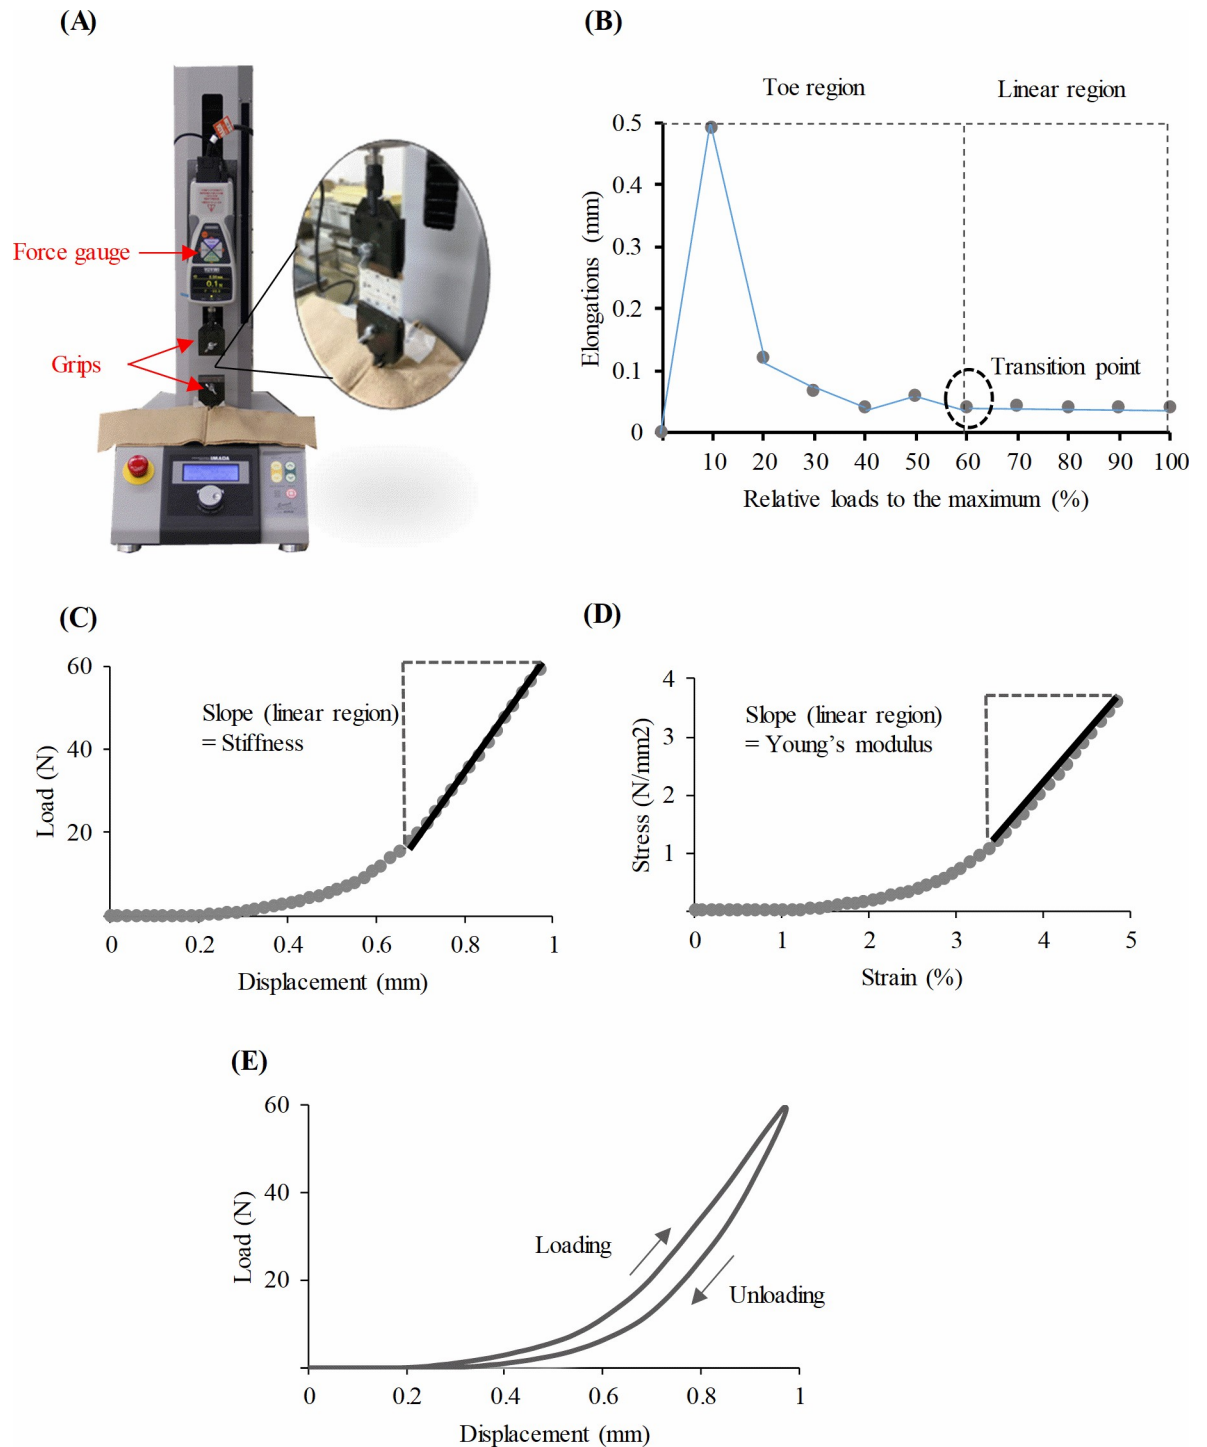 (A)
Force gauge
Grips
IMADA
(B)
Toe region
Linear region
0.5
0.4
0.3
0.2
0.1
0
Elongations (mm)
Transition point
10 20 30 40 50 60 70 80 90 100
Relative loads to the maximum (%)
(C)
60
40
20
Load (N)
Slope (linear region)
= Stiffness
0 0.2 0.4 0.6 0.8 1
Displacement (mm)
(D)
4
3
2
1
Stress (N/mm2)
Slope (linear region)
= Young’s modulus
0 1 2 3 4 5
Strain (%)
(E)
60
40
20
Load (N)
Loading
Unloading
0 0.2 0.4 0.6 0.8 1
Displacement (mm)